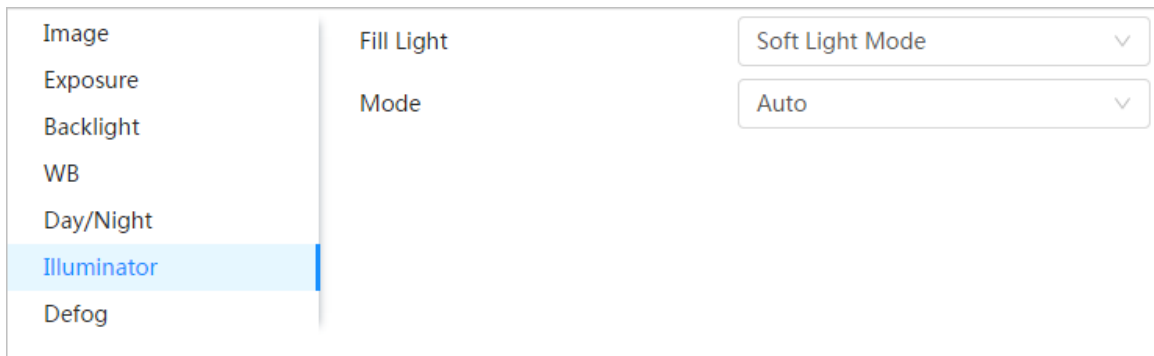 Image
Exposure
Backlight
WB
Day/Night
Illuminator
Defog
Fill Light
Soft Light Mode
Mode
Auto